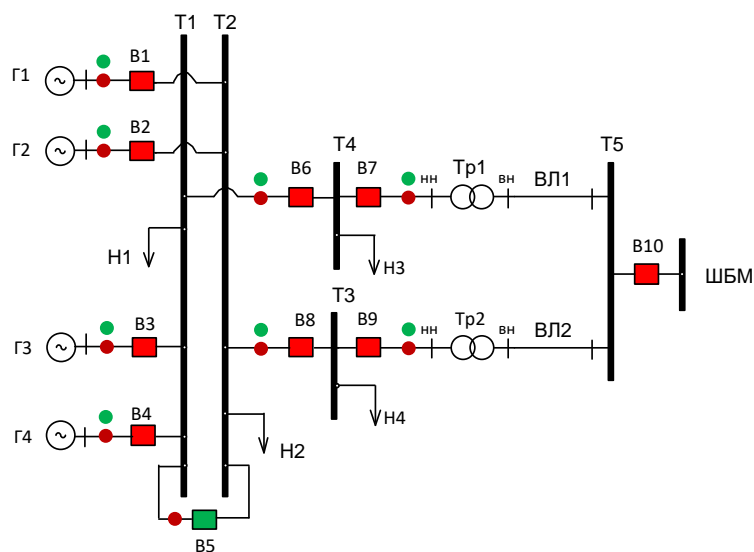 Т1 Т2
Г1 В1
Г2 В2
Т4 Т5
В6 В7 нн Тр1 вн ВЛ1
Н1 Н3 В10 ШБМ
Т3
Г3 В3 В8 В9 нн Тр2 вн ВЛ2
Г4 В4 Н4
Н2
В5